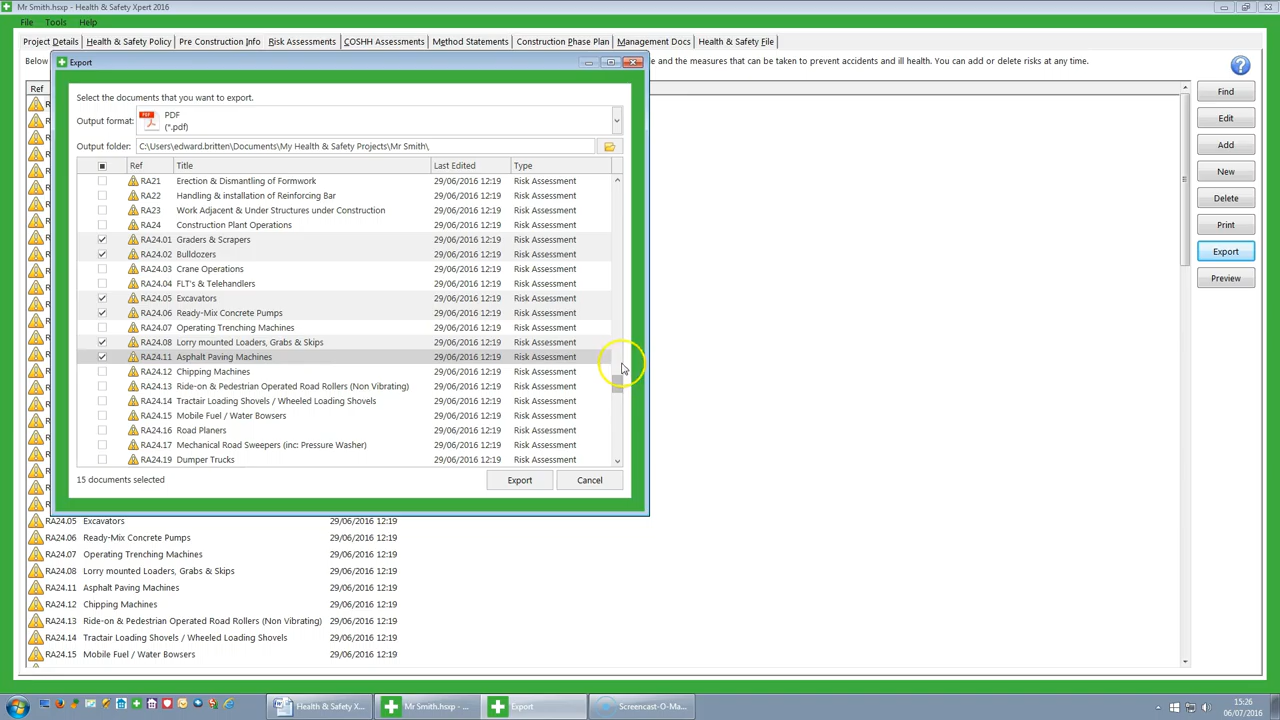 Mr Smith.hsxp - Health & Safety Xpert 2016
File Tools Help
Project Details Health & Safety Policy Pre Construction Info Risk Assessments COSHH Assessments Method Statements Construction Phase Plan Management Docs Health & Safety File
Below
e and the measures that can be taken to prevent accidents and ill health. You can add or delete risks at any time.
Ref
Find
Edit
Add
New
Delete
Print
Export
Preview
Export
Select the documents that you want to export.
Output format: PDF
(*.pdf)
Output folder: C:\Users\edward.britten\Documents\My Health & Safety Projects\Mr Smith\
Ref Title Last Edited Type
RA21 Erection & Dismantling of Formwork 29/06/2016 12:19 Risk Assessment
RA22 Handling & installation of Reinforcing Bar 29/06/2016 12:19 Risk Assessment
RA23 Work Adjacent & Under Structures under Construction 29/06/2016 12:19 Risk Assessment
RA24 Construction Plant Operations 29/06/2016 12:19 Risk Assessment
RA24.01 Graders & Scrapers 29/06/2016 12:19 Risk Assessment
RA24.02 Bulldozers 29/06/2016 12:19 Risk Assessment
RA24.03 Crane Operations 29/06/2016 12:19 Risk Assessment
RA24.04 FLT's & Telehandlers 29/06/2016 12:19 Risk Assessment
RA24.05 Excavators 29/06/2016 12:19 Risk Assessment
RA24.06 Ready-Mix Concrete Pumps 29/06/2016 12:19 Risk Assessment
RA24.07 Operating Trenching Machines 29/06/2016 12:19 Risk Assessment
RA24.08 Lorry mounted Loaders, Grabs & Skips 29/06/2016 12:19 Risk Assessment
RA24.11 Asphalt Paving Machines 29/06/2016 12:19 Risk Assessment
RA24.12 Chipping Machines 29/06/2016 12:19 Risk Assessment
RA24.13 Ride-on & Pedestrian Operated Road Rollers (Non Vibrating) 29/06/2016 12:19 Risk Assessment
RA24.14 Tractair Loading Shovels / Wheeled Loading Shovels 29/06/2016 12:19 Risk Assessment
RA24.15 Mobile Fuel / Water Bowsers 29/06/2016 12:19 Risk Assessment
RA24.16 Road Planers 29/06/2016 12:19 Risk Assessment
RA24.17 Mechanical Road Sweepers (inc: Pressure Washer) 29/06/2016 12:19 Risk Assessment
RA24.19 Dumper Trucks 29/06/2016 12:19 Risk Assessment
15 documents selected Export Cancel
RA24.05 Excavators 29/06/2016 12:19
RA24.06 Ready-Mix Concrete Pumps 29/06/2016 12:19
RA24.07 Operating Trenching Machines 29/06/2016 12:19
RA24.08 Lorry mounted Loaders, Grabs & Skips 29/06/2016 12:19
RA24.11 Asphalt Paving Machines 29/06/2016 12:19
RA24.12 Chipping Machines 29/06/2016 12:19
RA24.13 Ride-on & Pedestrian Operated Road Rollers (Non Vibrating) 29/06/2016 12:19
RA24.14 Tractair Loading Shovels / Wheeled Loading Shovels 29/06/2016 12:19
RA24.15 Mobile Fuel / Water Bowsers 29/06/2016 12:19
Health & Safety X... Mr Smith.hsxp - ... Export Screencast-O-Ma...
15:26
06/07/2016